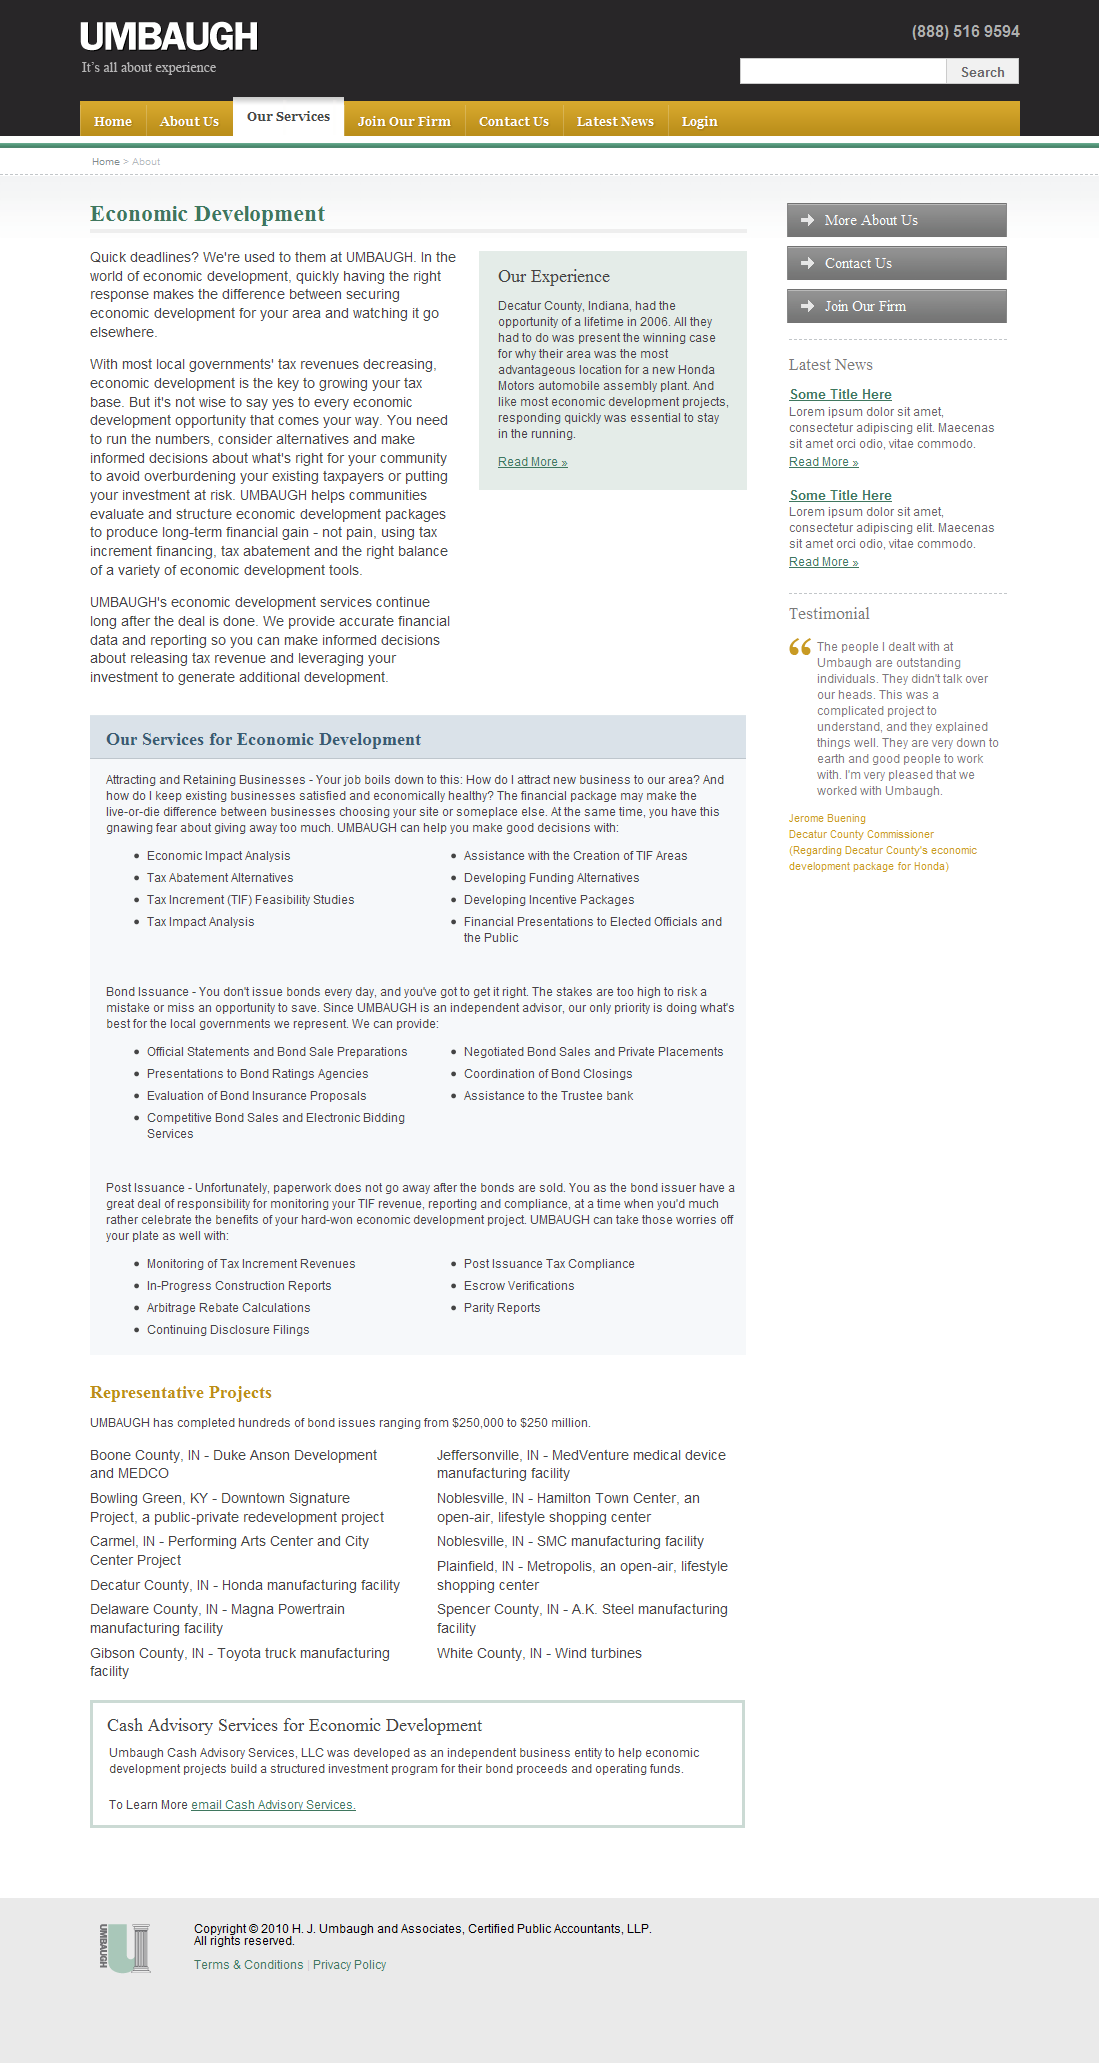 UMBAUGH
It's all about experience
(888) 516 9594
Search
Home
About Us
Our Services
Join Our Firm
Contact Us
Latest News
Login
Home > About
Economic Development
Quick deadlines? We're used to them at UMBAUGH. In the
world of economic development, quickly having the right
response makes the difference between securing
economic development for your area and watching it go
elsewhere.
With most local governments' tax revenues decreasing,
economic development is the key to growing your tax
base. But it's not wise to say yes to every economic
development opportunity that comes your way. You need
to run the numbers, consider alternatives and make
informed decisions about what's right for your community
to avoid overburdening your existing taxpayers or putting
your investment at risk. UMBAUGH helps communities
evaluate and structure economic development packages
to produce long-term financial gain - not pain, using tax
increment financing, tax abatement and the right balance
of a variety of economic development tools.
UMBAUGH's economic development services continue
long after the deal is done. We provide accurate financial
data and reporting so you can make informed decisions
about releasing tax revenue and leveraging your
investment to generate additional development.
Our Experience
Decatur County, Indiana, had the
opportunity of a lifetime in 2006. All they
had to do was present the winning case
for why their area was the most
advantageous location for a new Honda
Motors automobile assembly plant. And
like most economic development projects,
responding quickly was essential to stay
in the running.
Read More »
Our Services for Economic Development
Attracting and Retaining Businesses - Your job boils down to this: How do I attract new business to our area? And
how do I keep existing businesses satisfied and economically healthy? The financial package may make the
live-or-die difference between businesses choosing your site or someplace else. At the same time, you have this
gnawing fear about giving away too much. UMBAUGH can help you make good decisions with:
• Economic Impact Analysis
• Tax Abatement Alternatives
• Tax Increment (TIF) Feasibility Studies
• Tax Impact Analysis
• Assistance with the Creation of TIF Areas
• Developing Funding Alternatives
• Developing Incentive Packages
• Financial Presentations to Elected Officials and
the Public
Bond Issuance - You don't issue bonds every day, and you've got to get it right. The stakes are too high to risk a
mistake or miss an opportunity to save. Since UMBAUGH is an independent advisor, our only priority is doing what's
best for the local governments we represent. We can provide:
• Official Statements and Bond Sale Preparations
• Presentations to Bond Ratings Agencies
• Evaluation of Bond Insurance Proposals
• Competitive Bond Sales and Electronic Bidding
Services
• Negotiated Bond Sales and Private Placements
• Coordination of Bond Closings
• Assistance to the Trustee bank
Post Issuance - Unfortunately, paperwork does not go away after the bonds are sold. You as the bond issuer have a
great deal of responsibility for monitoring your TIF revenue, reporting and compliance, at a time when you'd much
rather celebrate the benefits of your hard-won economic development project. UMBAUGH can take those worries off
your plate as well with:
• Monitoring of Tax Increment Revenues
• In-Progress Construction Reports
• Arbitrage Rebate Calculations
• Continuing Disclosure Filings
• Post Issuance Tax Compliance
• Escrow Verifications
• Parity Reports
Representative Projects
UMBAUGH has completed hundreds of bond issues ranging from $250,000 to $250 million.
Boone County, IN - Duke Anson Development
and MEDCO
Bowling Green, KY - Downtown Signature
Project, a public-private redevelopment project
Carmel, IN - Performing Arts Center and City
Center Project
Decatur County, IN - Honda manufacturing facility
Delaware County, IN - Magna Powertrain
manufacturing facility
Gibson County, IN - Toyota truck manufacturing
facility
Jeffersonville, IN - MedVenture medical device
manufacturing facility
Noblesville, IN - Hamilton Town Center, an
open-air, lifestyle shopping center
Noblesville, IN - SMC manufacturing facility
Plainfield, IN - Metropolis, an open-air, lifestyle
shopping center
Spencer County, IN - A.K. Steel manufacturing
facility
White County, IN - Wind turbines
Cash Advisory Services for Economic Development
Umbaugh Cash Advisory Services, LLC was developed as an independent business entity to help economic
development projects build a structured investment program for their bond proceeds and operating funds.
To Learn More email Cash Advisory Services.
More About Us
Contact Us
Join Our Firm
Latest News
Some Title Here
Lorem ipsum dolor sit amet,
consectetur adipiscing elit. Maecenas
sit amet orci odio, vitae commodo.
Read More »
Some Title Here
Lorem ipsum dolor sit amet,
consectetur adipiscing elit. Maecenas
sit amet orci odio, vitae commodo.
Read More »
Testimonial
“ The people I dealt with at
Umbaugh are outstanding
individuals. They didn't talk over
our heads. This was a
complicated project to
understand, and they explained
things well. They are very down to
earth and good people to work
with. I'm very pleased that we
worked with Umbaugh.
Jerome Buening
Decatur County Commissioner
(Regarding Decatur County's economic
development package for Honda)
UMBAUGH
Copyright © 2010 H. J. Umbaugh and Associates, Certified Public Accountants, LLP.
All rights reserved.
Terms & Conditions | Privacy Policy